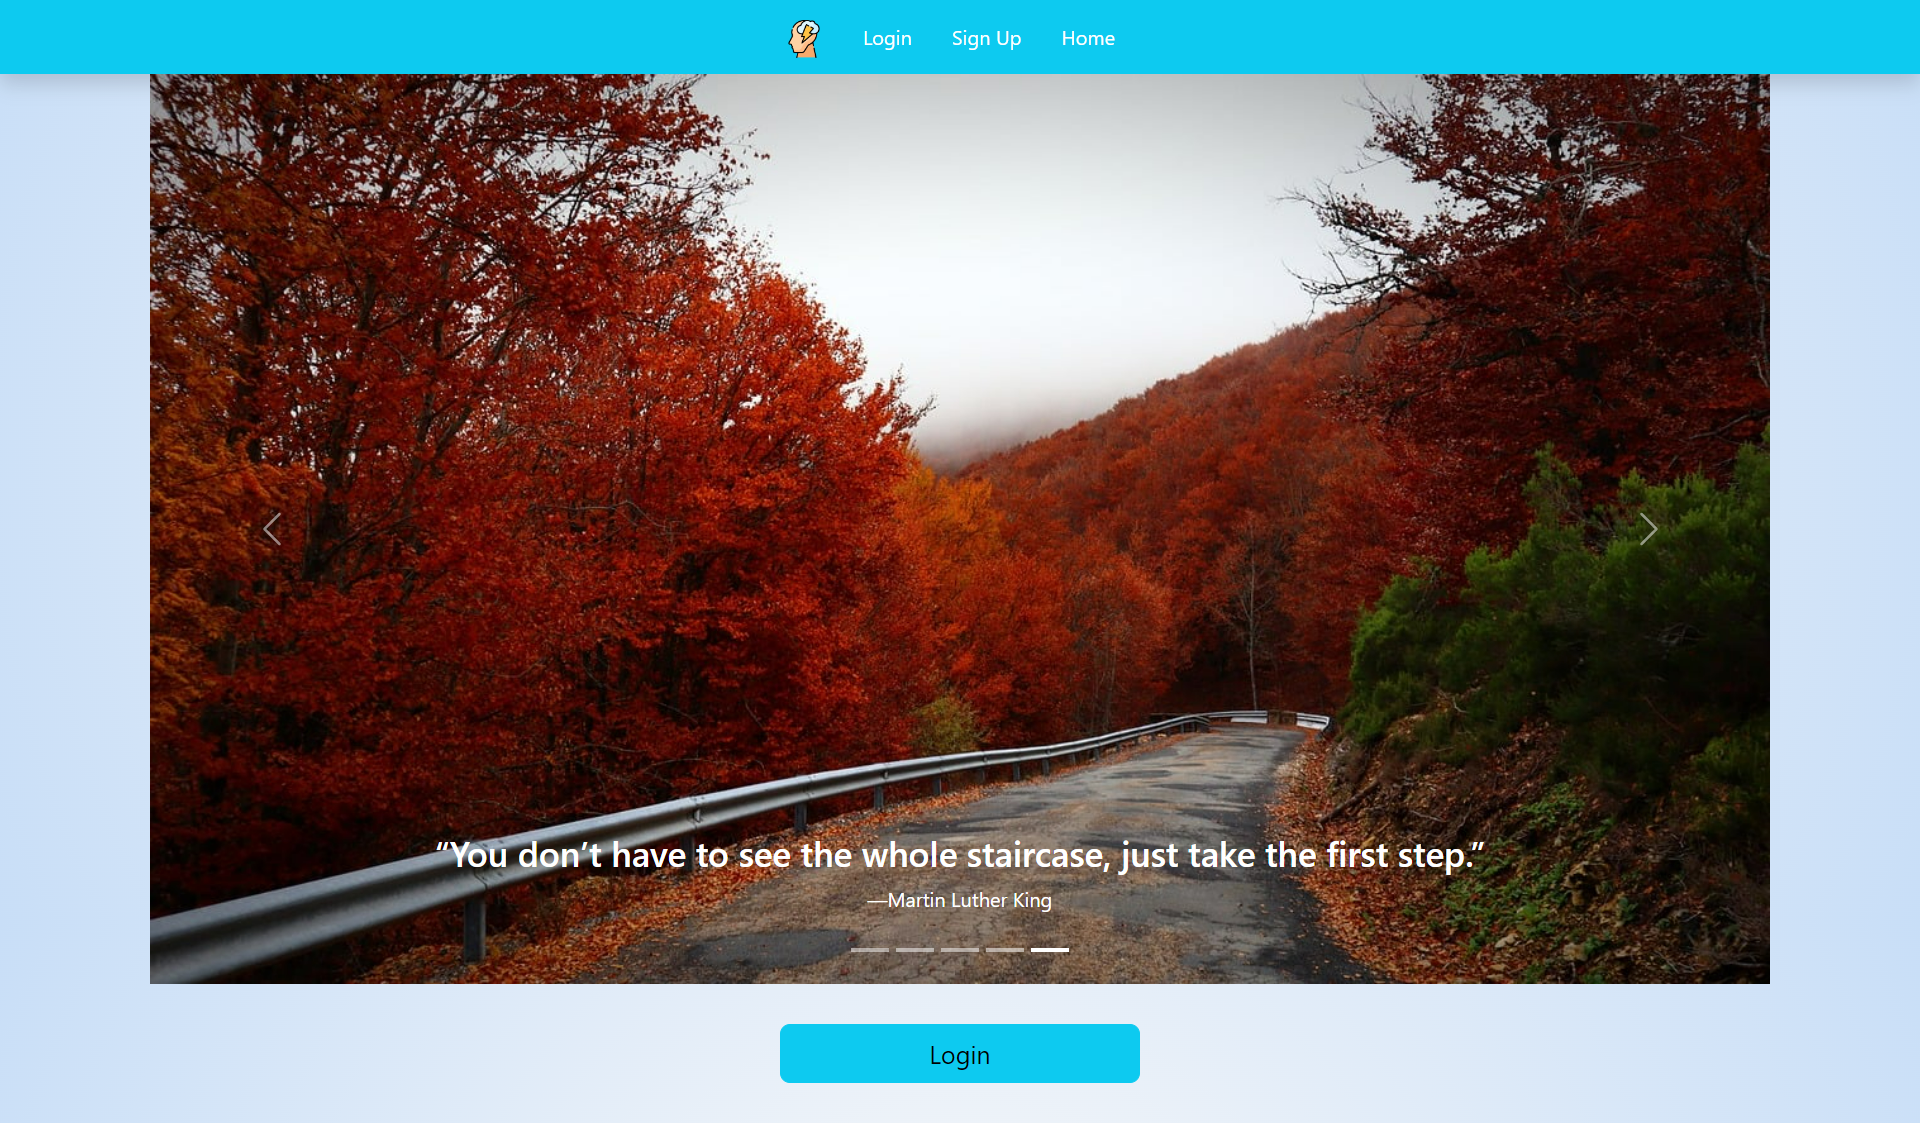 Login
Sign Up
Home
“You don’t have to see the whole staircase, just take the first step.”
—Martin Luther King
Login